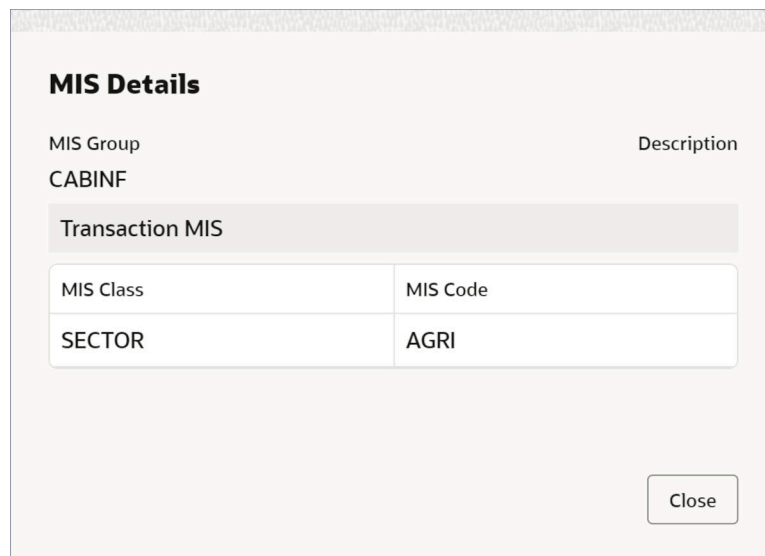 MIS Details
MIS Group Description
CABINF
Transaction MIS
MIS Class MIS Code
SECTOR AGRI
Close